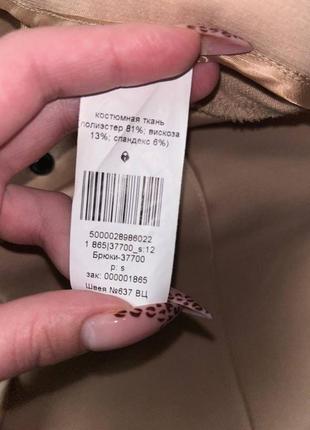 костюмная ткань
(полиэстер 81%; вискоза
13%; спандекс 6%)
5000028986022
1 865|37700_s:12
Брюки-37700
р: s
зак: 000001865
Швея №637 ВЦ